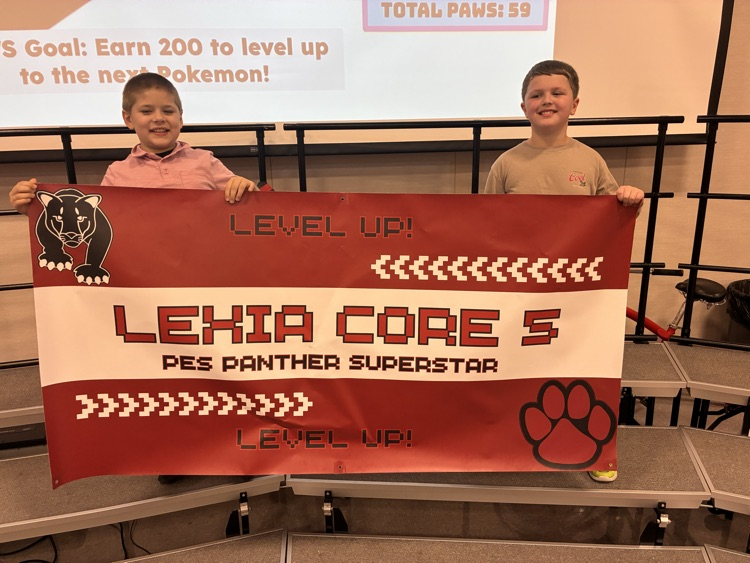 TOTAL PAWS: 59
S Goal: Earn 200 to level up
to the next Pokemon!
LEVEL UP!
LEXIA CORE 5
PES PANTHER SUPERSTAR
LEVEL UP!